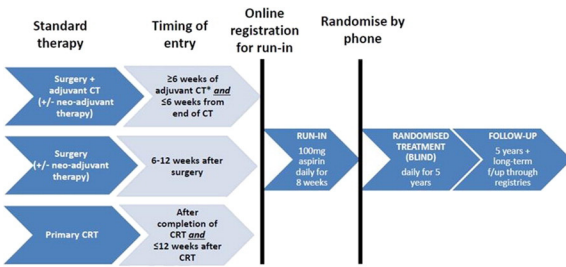 Standard
therapy
Timing of
entry
Online
registration
for run-in
Randomise by
phone
Surgery +
adjuvant CT
(+/- neo-adjuvant
therapy)
≥6 weeks of
adjuvant CT* and
≤6 weeks from
end of CT
Surgery
(+/- neo-adjuvant
therapy)
6-12 weeks after
surgery
RUN-IN
100mg
aspirin
daily for
8 weeks
RANDOMISED
TREATMENT
(BLIND)
daily for 5
years
FOLLOW-UP
5 years +
long-term
f/up through
registries
Primary CRT
After
completion of
CRT and
≤12 weeks after
CRT